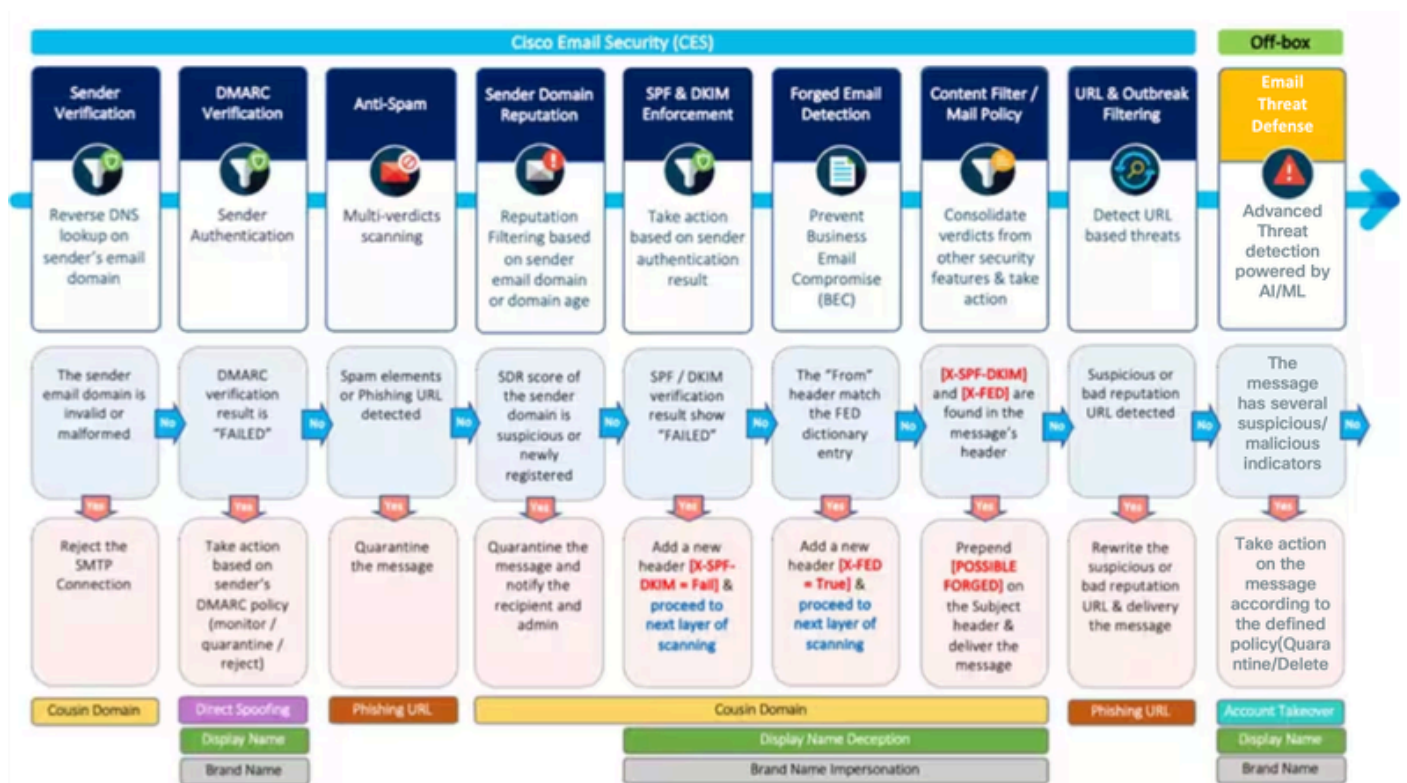 Cisco Email Security (CES)
Off-box
Sender
Verification
DMARC
Verification
Anti-Spam
Sender Domain
Reputation
SPF & DKIM
Enforcement
Forged Email
Detection
Content Filter /
Mail Policy
URL & Outbreak
Filtering
Email
Threat
Defense
Reverse DNS
lookup on
sender's email
domain
Sender
Authentication
Multi-verdicts
scanning
Reputation
Filtering based
on sender
email domain
or domain age
Take action
based on sender
authentication
result
Prevent
Business
Email
Compromise
(BEC)
Consolidate
verdicts from
other security
features & take
action
Detect URL
based threats
Advanced
Threat
detection
powered by
AI/ML
The sender
email domain is
invalid or
malformed
No
DMARC
verification
result is
"FAILED"
No
Spam elements
or Phishing URL
detected
No
SDR score of
the sender
domain is
suspicious or
newly
registered
No
SPF / DKIM
verification
result show
"FAILED"
No
The "From"
header match
the FED
dictionary
entry
No
[X-SPF-DKIM]
and [X-FED] are
found in the
message's
header
No
Suspicious or
bad reputation
URL detected
No
The
message
has several
suspicious/
malicious
indicators
No
Yes
Yes
Yes
Yes
Yes
Yes
Yes
Yes
Yes
Reject the
SMTP
Connection
Take action
based on
sender's
DMARC policy
(monitor /
quarantine /
reject)
Quarantine
the message
Quarantine the
message and
notify the
recipient and
admin
Add a new
header [X-SPF-
DKIM = Fail] &
proceed to
next layer of
scanning
Add a new
header [X-FED
= True] &
proceed to
next layer of
scanning
Prepend
[POSSIBLE
FORGED] on
the Subject
header &
deliver the
message
Rewrite the
suspicious or
bad reputation
URL & delivery
the message
Take action
on the
message
according to
the defined
policy(Quara
ntine/Delete
Cousin Domain
Direct Spoofing
Phishing URL
Cousin Domain
Phishing URL
Account Takeover
Display Name
Display Name Deception
Display Name
Brand Name
Brand Name Impersonation
Brand Name